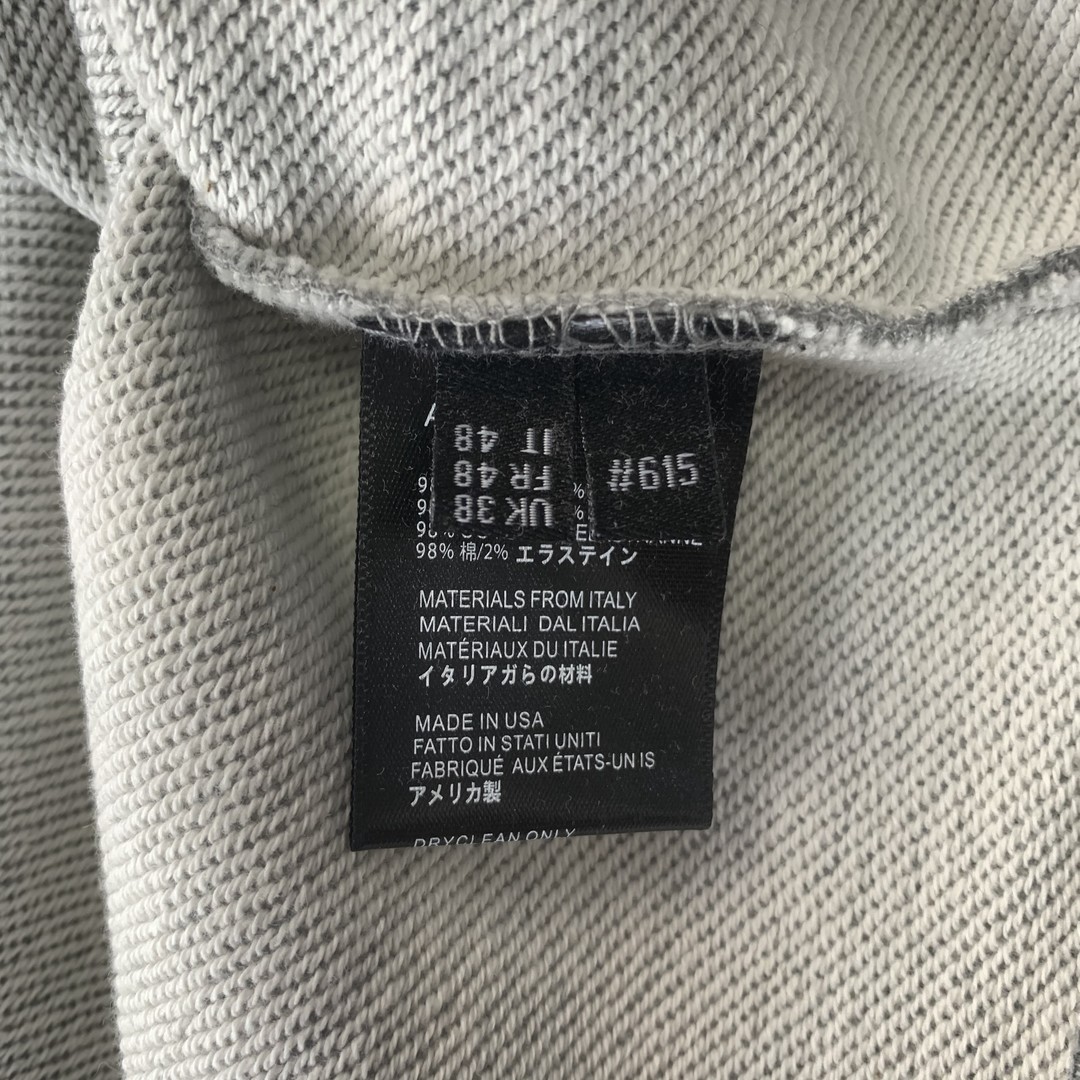 IT 48
FR 48
UK 38
#615
98% 棉/2% エラステイン
MATERIALS FROM ITALY
MATERIALI DAL ITALIA
MATÉRIAUX DU ITALIE
イタリアがらの材料
MADE IN USA
FATTO IN STATI UNITI
FABRIQUÉ AUX ÉTATS-UN IS
アメリカ製
DRYCLEAN ONLY